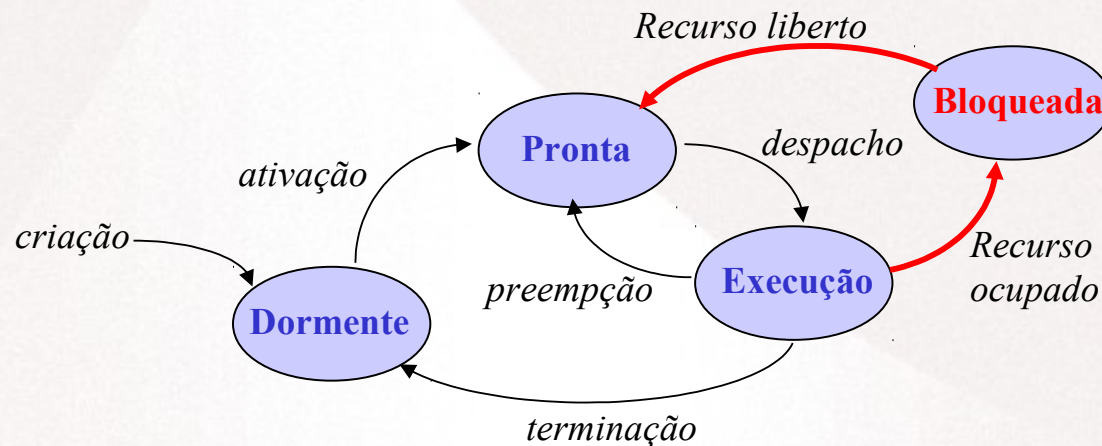 Recurso liberto
Bloqueada
Pronta
despacho
ativação
criação
Recurso
ocupado
Execução
preempção
Dormente
terminação